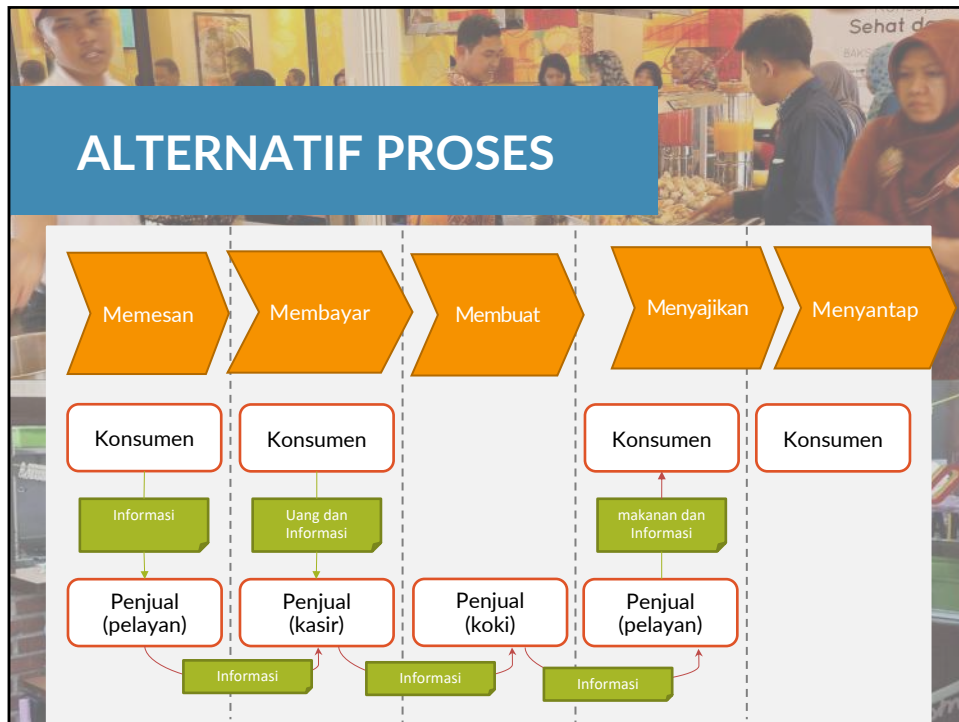 Sehat da
BAKS
ALTERNATIF PROSES
Memesan
Membayar
Membuat
Menyajikan
Menyantap
Konsumen
Konsumen
Konsumen
Konsumen
Informasi
Uang dan
Informasi
makanan dan
Informasi
Penjual
(pelayan)
Penjual
(kasir)
Penjual
(koki)
Penjual
(pelayan)
Informasi
Informasi
Informasi